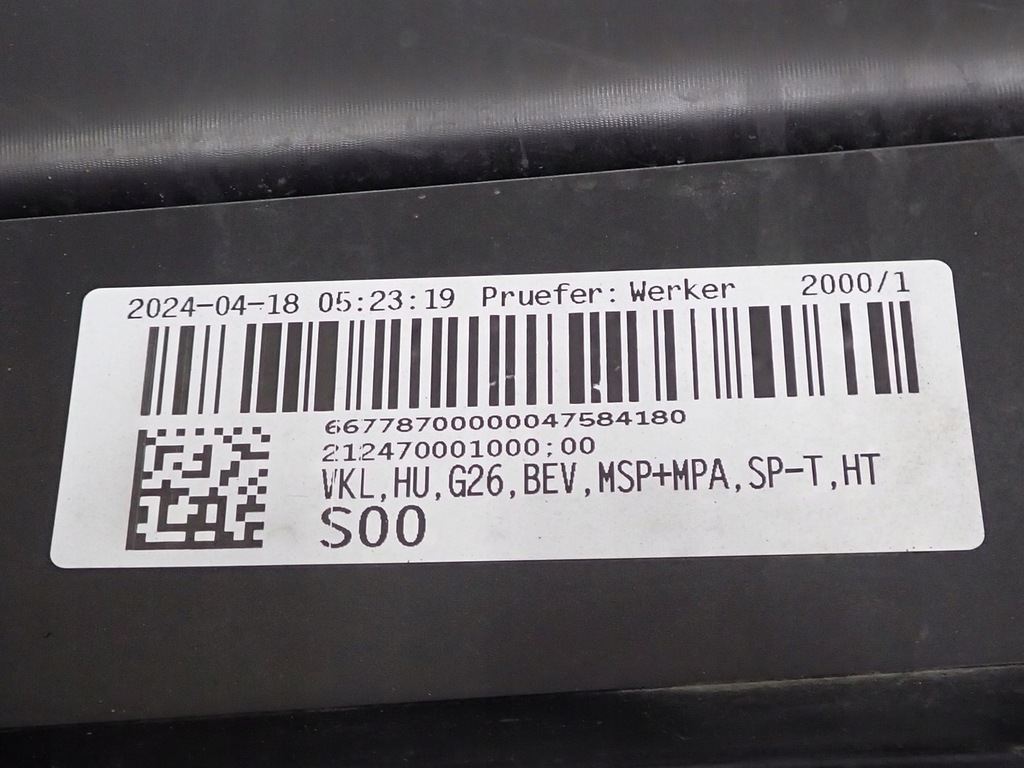 2024-04-18 05:23:19 Pruefer: Werker 2000/1
66778700000047584180
212470001000;00
VKL,HU,G26,BEV,MSP+MPA,SP-T,HT
S00